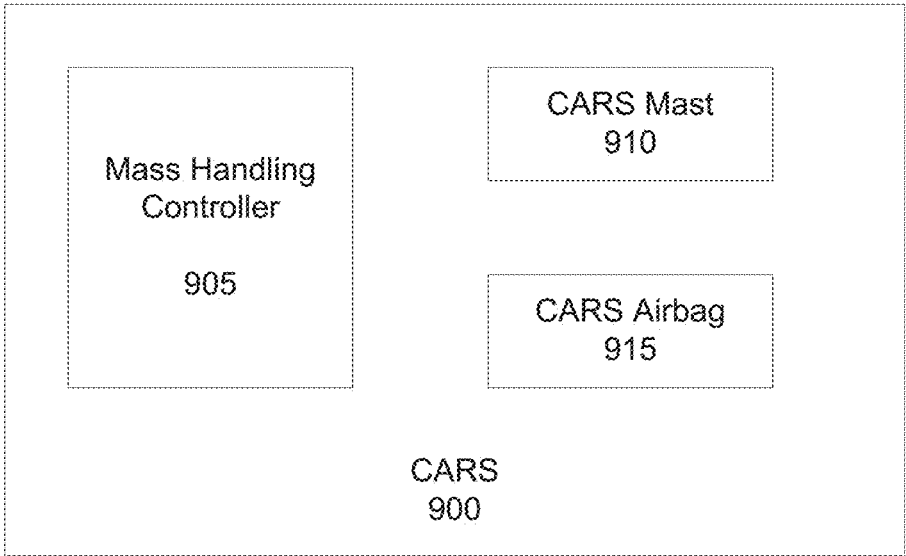 Mass Handling
Controller
905
CARS Mast
910
CARS Airbag
915
CARS
900